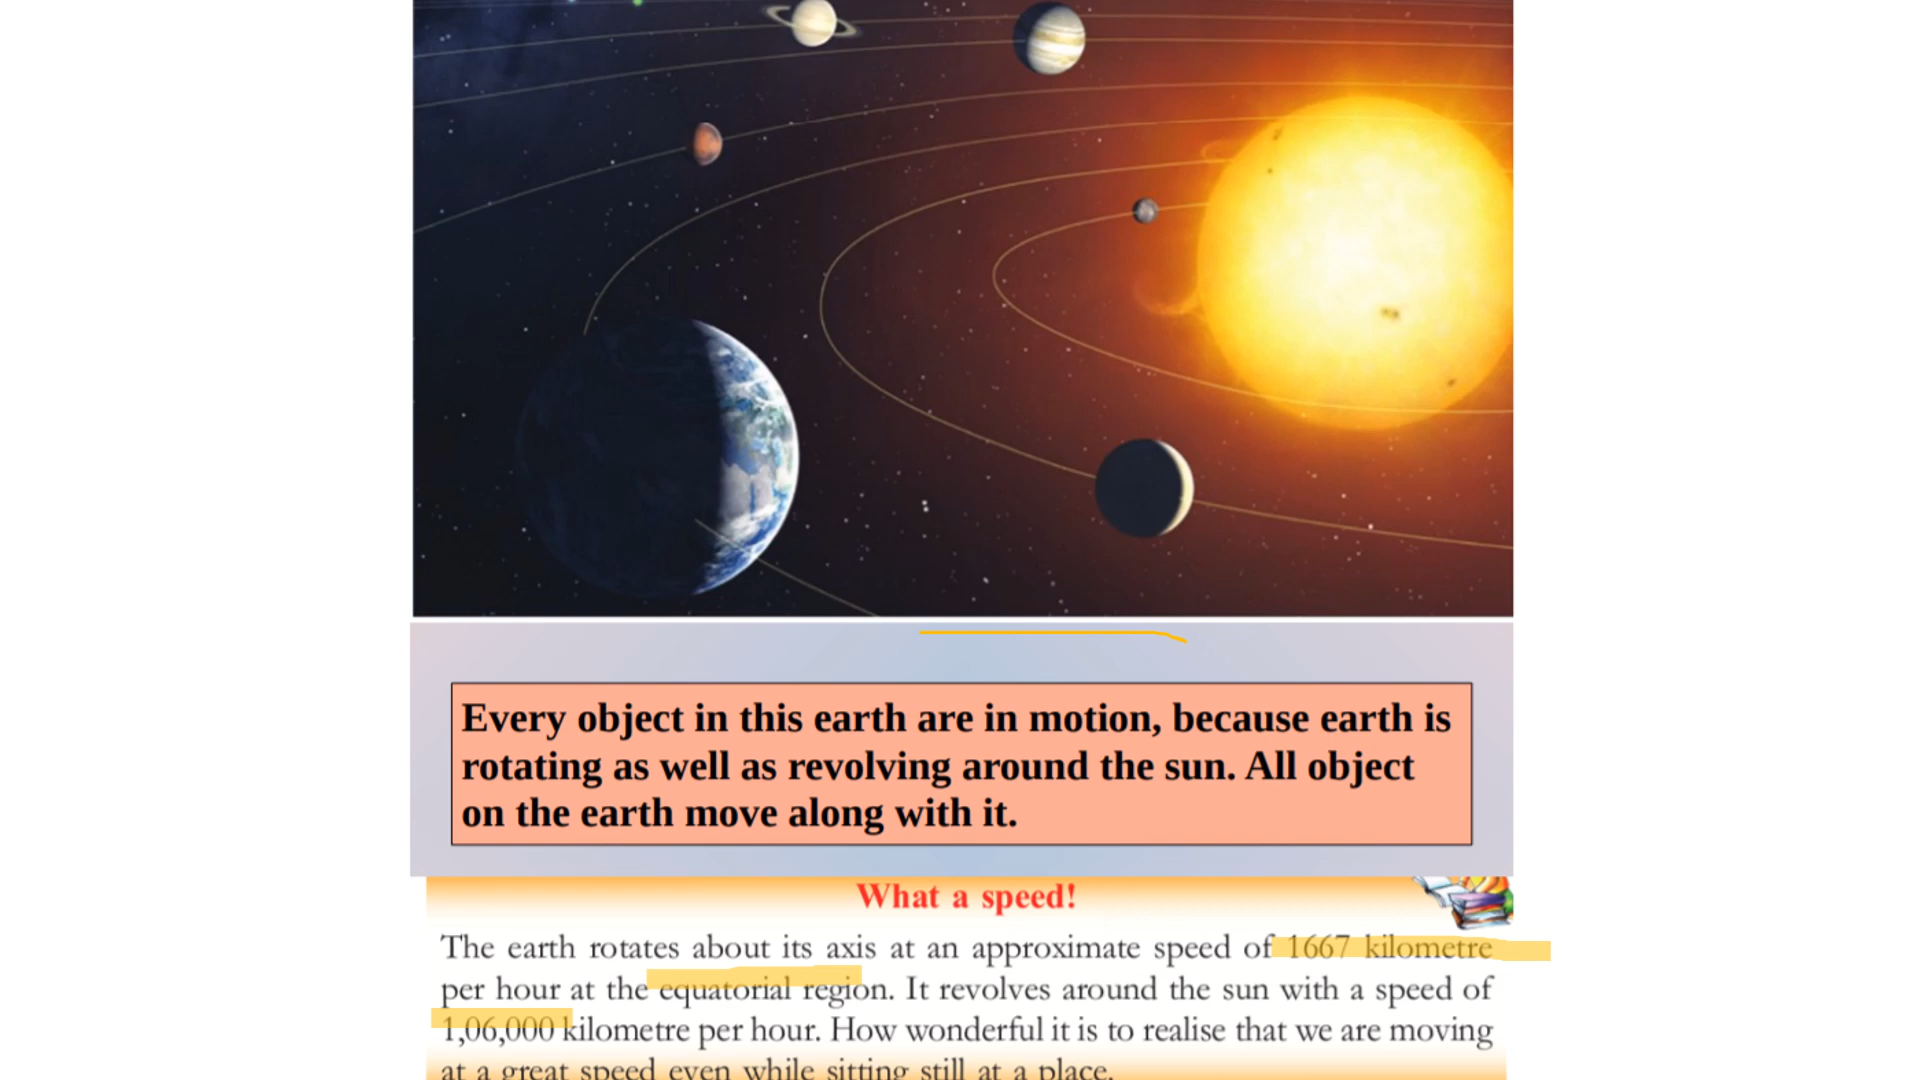 Every object in this earth are in motion, because earth is
rotating as well as revolving around the sun. All object
on the earth move along with it.
What a speed!
The earth rotates about its axis at an approximate speed of 1667 kilometre
per hour at the equatorial region. It revolves around the sun with a speed of
1,06,000 kilometre per hour. How wonderful it is to realise that we are moving
at a great speed even while sitting still at a place.